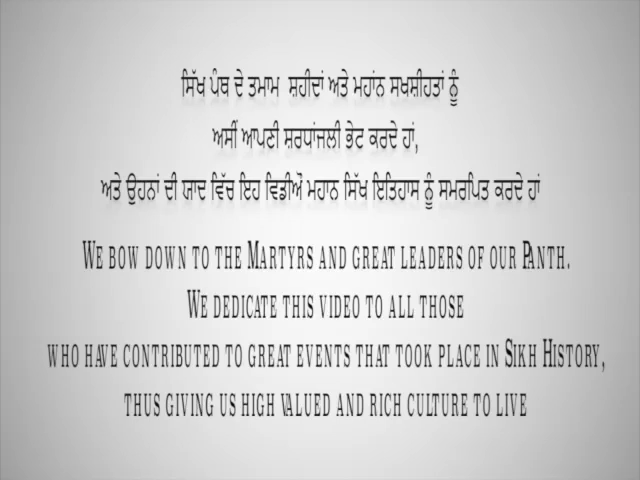 ਸਿੱਖ ਪੰਥ ਦੇ ਤਮਾਮ ਸ਼ਹੀਦਾਂ ਅਤੇ ਮਹਾਂਨ ਸਖਸ਼ੀਹਤਾਂ ਨੂੰ
ਅਸੀਂ ਆਪਣੀ ਸ਼ਰਧਾਂਜਲੀ ਭੇਟ ਕਰਦੇ ਹਾਂ,
ਅਤੇ ਉਹਨਾਂ ਦੀ ਯਾਦ ਵਿੱਚ ਇਹ ਵਿਡੀਔ ਮਹਾਨ ਸਿੱਖ ਇਤਿਹਾਸ ਨੂੰ ਸਮਰਪਿਤ ਕਰਦੇ ਹਾਂ
WE BOW DOWN TO THE MARTYRS AND GREAT LEADERS OF OUR PANTH.
WE DEDICATE THIS VIDEO TO ALL THOSE
WHO HAVE CONTRIBUTED TO GREAT EVENTS THAT TOOK PLACE IN SIKH HISTORY,
THUS GIVING US HIGH VALUED AND RICH CULTURE TO LIVE